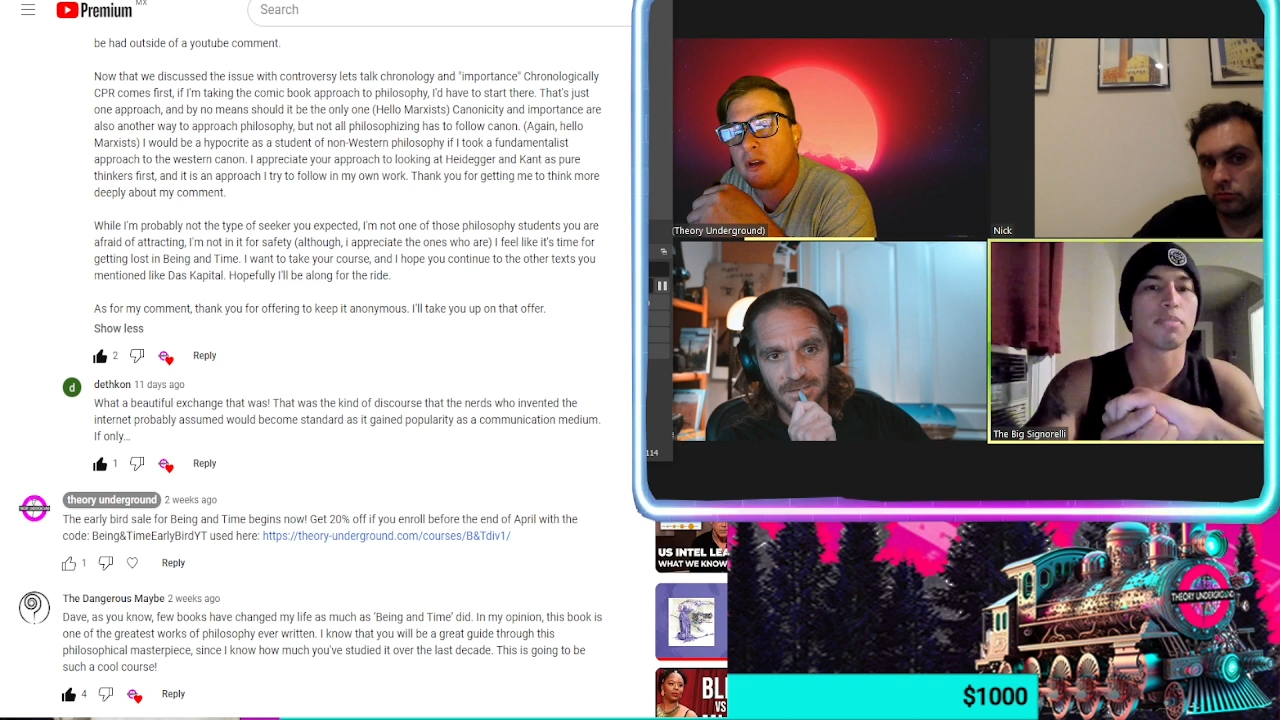 Premium MX
Search
be had outside of a youtube comment.
Now that we discussed the issue with controversy lets talk chronology and "importance" Chronologically
CPR comes first, if I'm taking the comic book approach to philosophy, I'd have to start there. That's just
one approach, and by no means should it be the only one (Hello Marxists) Canonicity and importance are
also another way to approach philosophy, but not all philosophizing has to follow canon. (Again, hello
Marxists) I would be a hypocrite as a student of non-Western philosophy if I took a fundamentalist
approach to the western canon. I appreciate your approach to looking at Heidegger and Kant as pure
thinkers first, and it is an approach I try to follow in my own work. Thank you for getting me to think more
deeply about my comment.
While I'm probably not the type of seeker you expected, I'm not one of those philosophy students you are
afraid of attracting, I'm not in it for safety (although, i appreciate the ones who are) I feel like it's time for
getting lost in Being and Time. I want to take your course, and I hope you continue to the other texts you
mentioned like Das Kapital. Hopefully I'll be along for the ride.
As for my comment, thank you for offering to keep it anonymous. I'll take you up on that offer.
Show less
2 Reply
d
dethkon 11 days ago
What a beautiful exchange that was! That was the kind of discourse that the nerds who invented the
internet probably assumed would become standard as it gained popularity as a communication medium.
If only…
1 Reply
theory underground 2 weeks ago
The early bird sale for Being and Time begins now! Get 20% off if you enroll before the end of April with the
code: Being&TimeEarlyBirdYT used here: https://theory-underground.com/courses/B&Tdiv1/
1 Reply
The Dangerous Maybe 2 weeks ago
Dave, as you know, few books have changed my life as much as 'Being and Time' did. In my opinion, this book is
one of the greatest works of philosophy ever written. I know that you will be a great guide through this
philosophical masterpiece, since I know how much you've studied it over the last decade. This is going to be
such a cool course!
4 Reply
(Theory Underground)
Nick
The Big Signorelli
114
US INTEL LEA
WHAT WE KNOW
BL
VS
THEORY UNDERGROUND
$1000